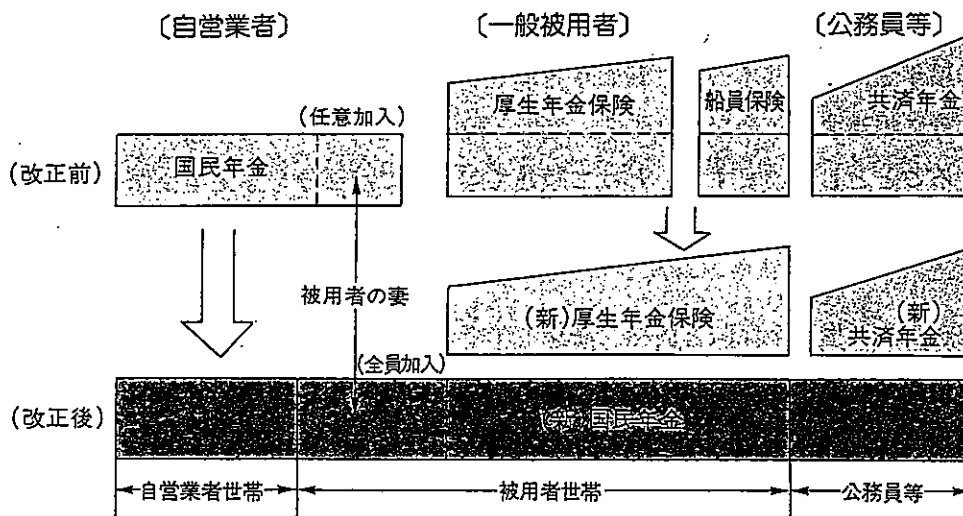 〔自営業者〕
〔一般被用者〕
〔公務員等〕
厚生年金保険
船員保険
共済年金
(任意加入)
(改正前)
国民年金
被用者の妻
(新)厚生年金保険
(新)
共済年金
(全員加入)
(改正後)
(新)国民年金
自営業者世帯
被用者世帯
公務員等